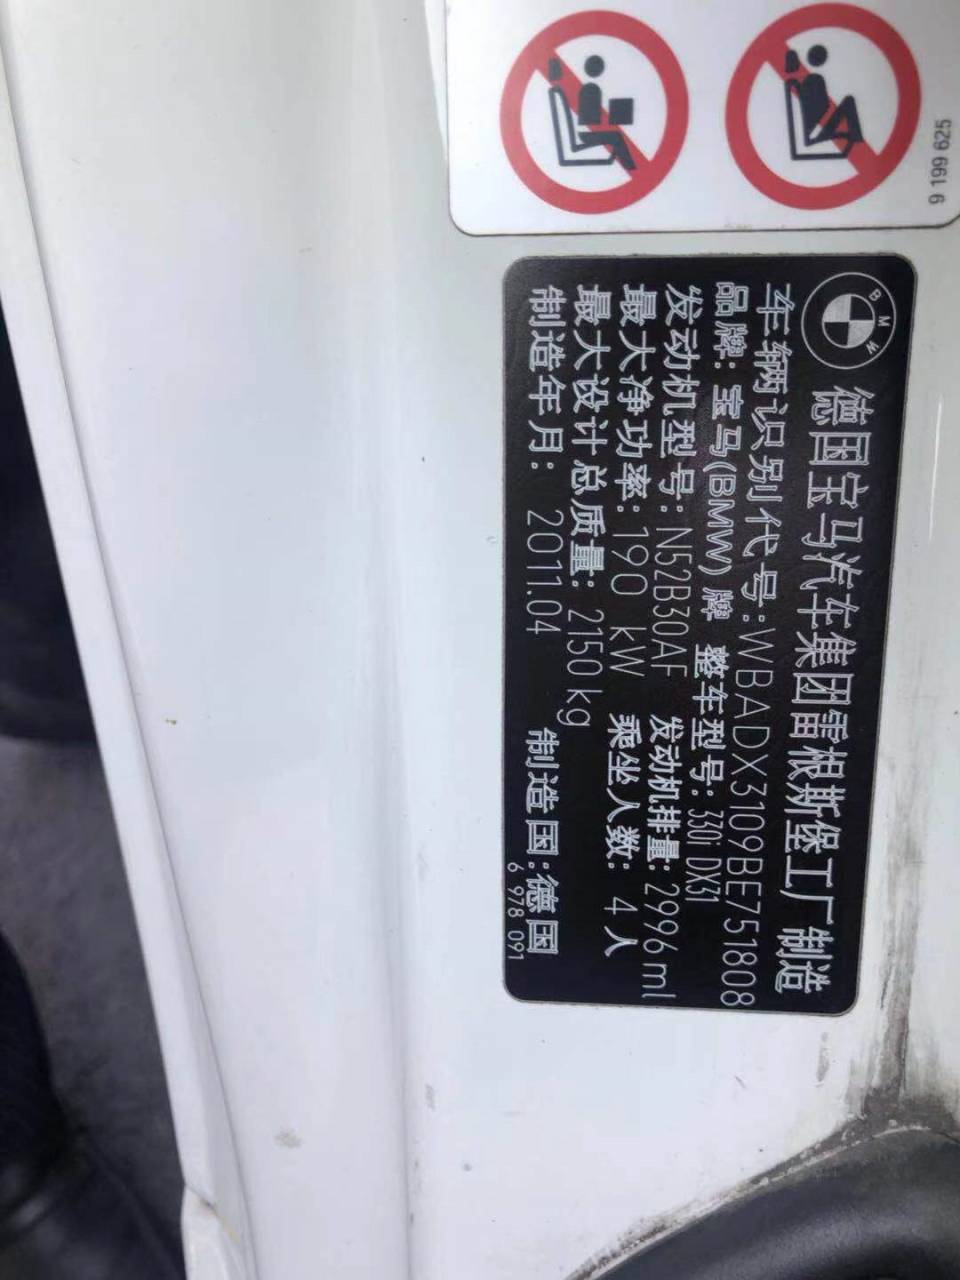 9 199 625
BMW
德国宝马汽车集团雷根斯堡工厂制造
车辆识别代号:WBADX3109BE751808
品牌:宝马(BMW)牌 整车型号:330i DX31
发动机型号:N52B30AF 发动机排量:2996ml
最大净功率:190 kW 乘坐人数:4人
最大设计总质量:2150kg
制造年月:2011.04 制造国:德国
6 978 091